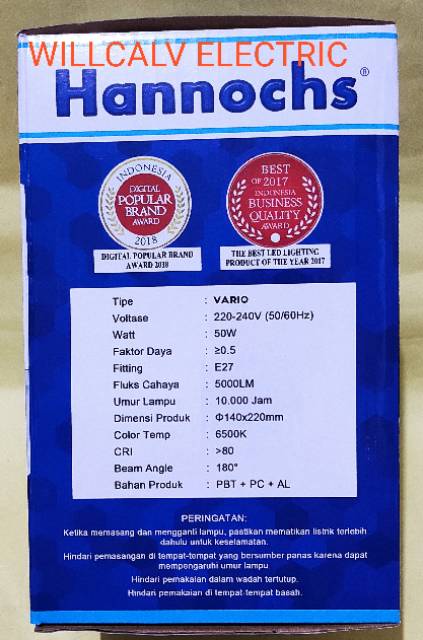 WILLCALV ELECTRIC
Hannochs®
INDONESIA
DIGITAL
POPULAR
BRAND
AWARD
2018
DIGITAL POPULAR BRAND
AWARD 2018
BEST
OF 2017
INDONESIA
BUSINESS
QUALITY
AWARD
THE BEST LED LIGHTING
PRODUCT OF THE YEAR 2017
Tipe : VARIO
Voltase : 220-240V (50/60Hz)
Watt : 50W
Faktor Daya : ≥0.5
Fitting : E27
Fluks Cahaya : 5000LM
Umur Lampu : 10.000 Jam
Dimensi Produk : Φ140x220mm
Color Temp : 6500K
CRI : >80
Beam Angle : 180°
Bahan Produk : PBT + PC + AL
PERINGATAN:
Ketika memasang dan mengganti lampu, pastikan mematikan listrik terlebih
dahulu untuk keselamatan.
Hindari pemasangan di tempat-tempat yang bersumber panas karena dapat
mempengaruhi umur lampu
Hindari pemakaian dalam wadah tertutup.
Hindari pemakaian di tempat-tempat basah.